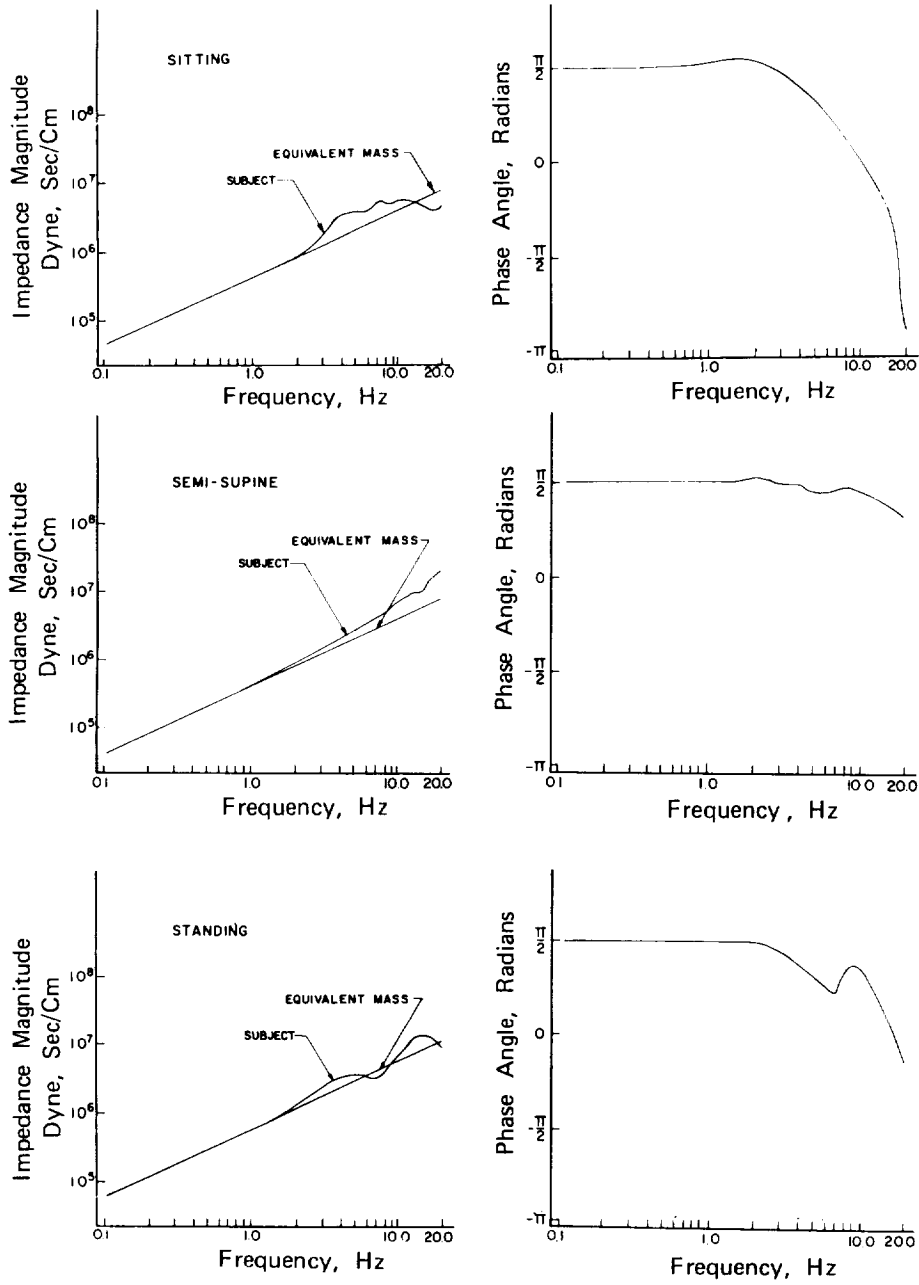 SITTING
Impedance Magnitude
Dyne, Sec/Cm
10⁸
10⁷
10⁶
10⁵
EQUIVALENT MASS
SUBJECT
0.1
1.0
10.0
20.0
Frequency, Hz
Phase Angle, Radians
π/2
0
-π/2
-π
0.1
1.0
10.0
20.0
Frequency, Hz
SEMI-SUPINE
Impedance Magnitude
Dyne, Sec/Cm
10⁸
10⁷
10⁶
10⁵
EQUIVALENT MASS
SUBJECT
0.1
1.0
10.0
20.0
Frequency, Hz
Phase Angle, Radians
π/2
0
-π/2
-π
0.1
1.0
10.0
20.0
Frequency, Hz
STANDING
Impedance Magnitude
Dyne, Sec/Cm
10⁸
10⁷
10⁶
10⁵
EQUIVALENT MASS
SUBJECT
0.1
1.0
10.0
20.0
Frequency, Hz
Phase Angle, Radians
π/2
0
-π/2
-π
0.1
1.0
10.0
20.0
Frequency, Hz